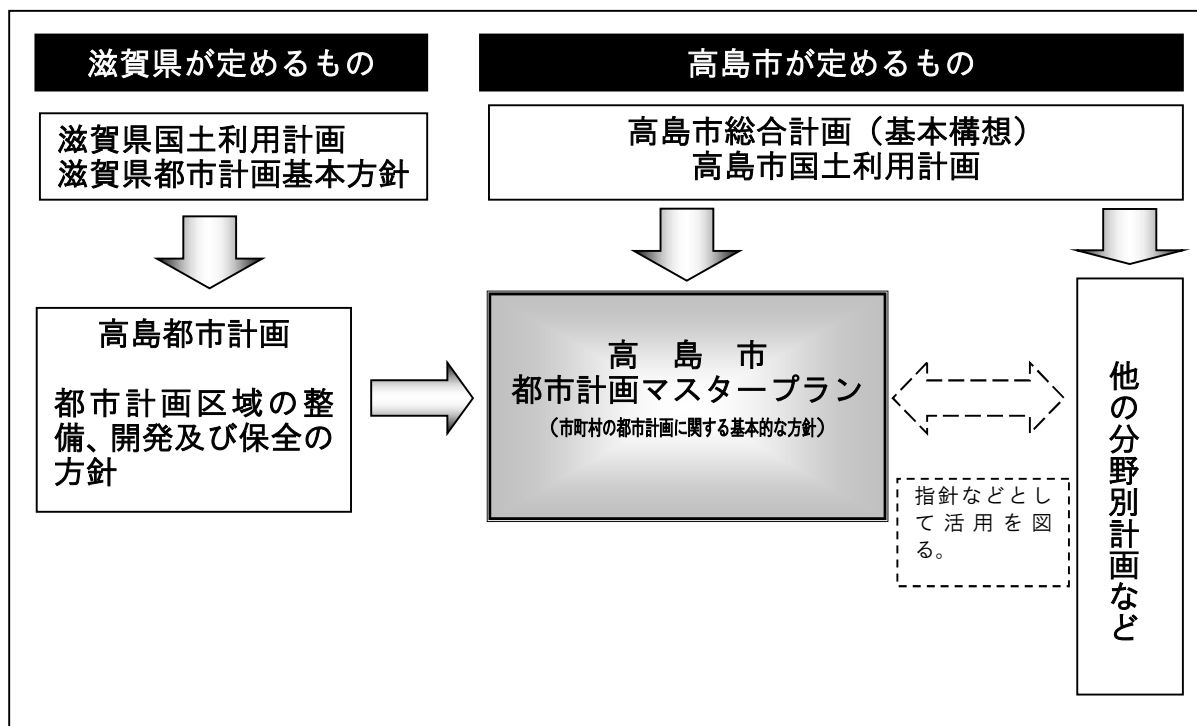 滋賀県が定めるもの
高島市が定めるもの
滋賀県国土利用計画
滋賀県都市計画基本方針
高島市総合計画（基本構想）
高島市国土利用計画
高島都市計画
都市計画区域の整
備、開発及び保全の
方針
高　島　市
都市計画マスタープラン
（市町村の都市計画に関する基本的な方針）
指針などとし
て活用を図
る。
他の分野別計画など